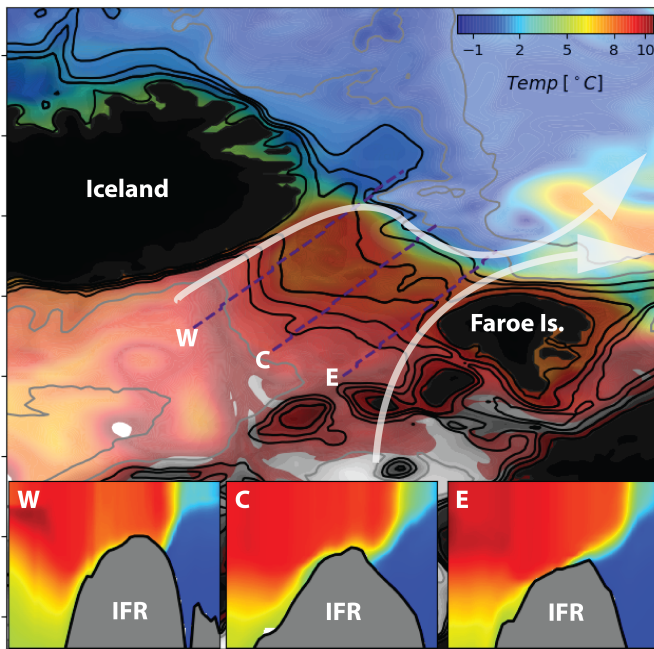 −1 2 5 8 10
Temp [ °C]
Iceland
Faroe Is.
W
C
E
W
C
E
IFR
IFR
IFR